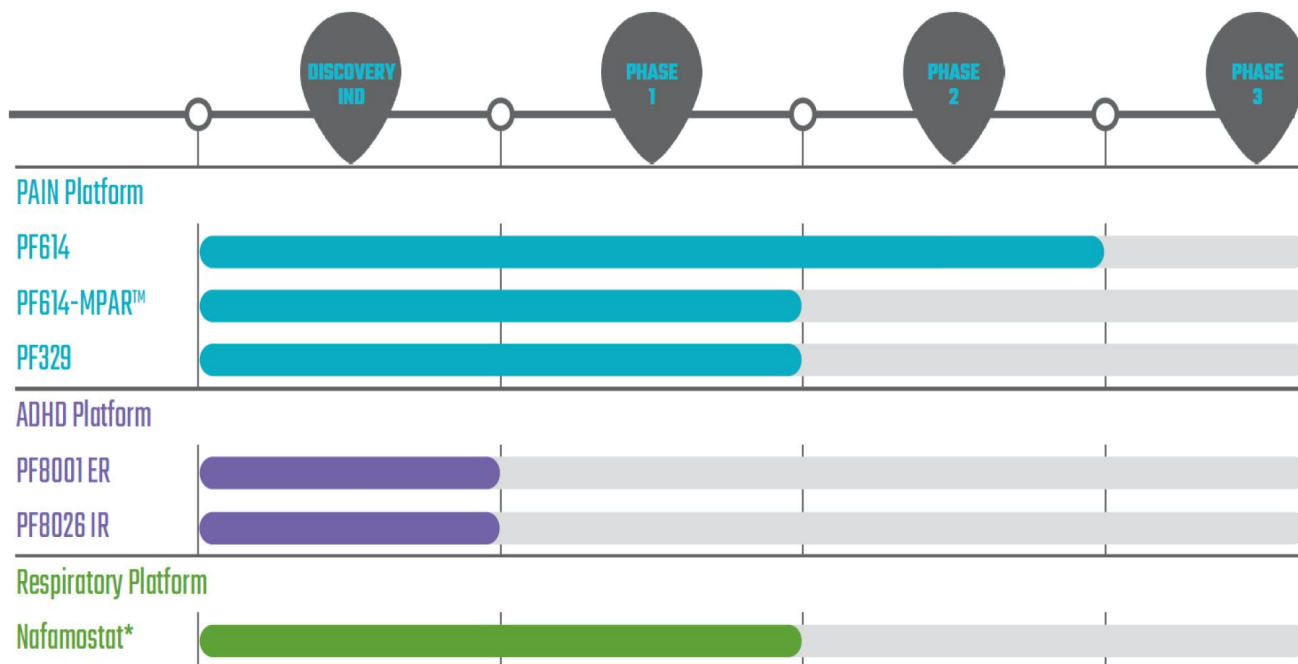 DISCOVERY
IND
PHASE
1
PHASE
2
PHASE
3
PAIN Platform
PF614
PF614-MPAR™
PF329
ADHD Platform
PF8001 ER
PF8026 IR
Respiratory Platform
Nafamostat*